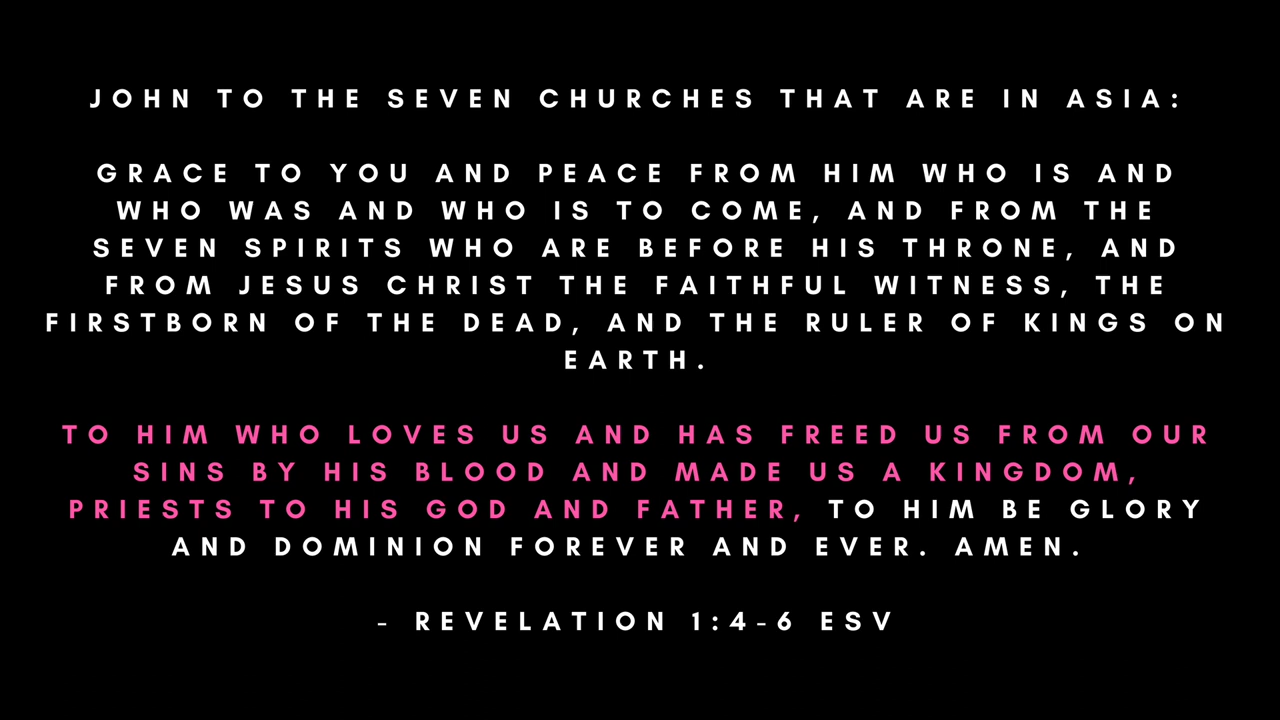 JOHN TO THE SEVEN CHURCHES THAT ARE IN ASIA:
GRACE TO YOU AND PEACE FROM HIM WHO IS AND
WHO WAS AND WHO IS TO COME, AND FROM THE
SEVEN SPIRITS WHO ARE BEFORE HIS THRONE, AND
FROM JESUS CHRIST THE FAITHFUL WITNESS, THE
FIRSTBORN OF THE DEAD, AND THE RULER OF KINGS ON
EARTH.
TO HIM WHO LOVES US AND HAS FREED US FROM OUR
SINS BY HIS BLOOD AND MADE US A KINGDOM,
PRIESTS TO HIS GOD AND FATHER, TO HIM BE GLORY
AND DOMINION FOREVER AND EVER. AMEN.
- REVELATION 1:4-6 ESV